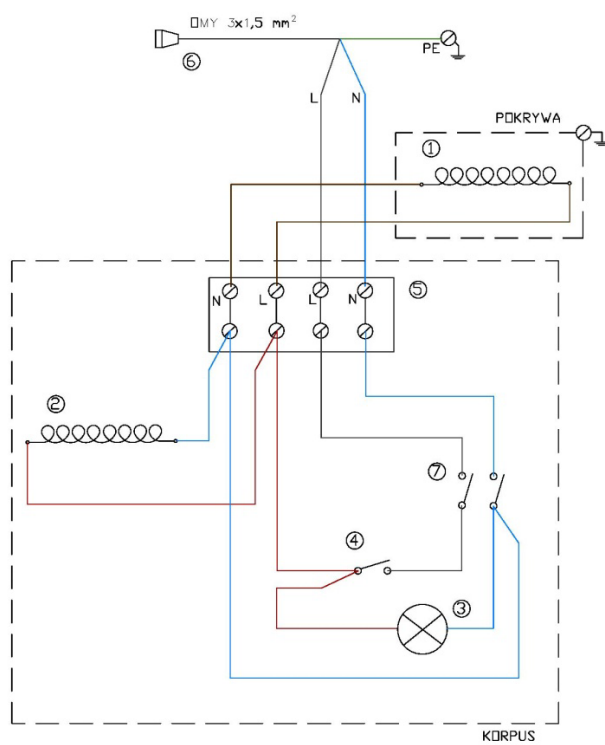 OMY 3x1,5 mm²
⑥
PE
L N
POKRYWA
①
N L L N
⑤
②
⑦
④
③
KORPUS